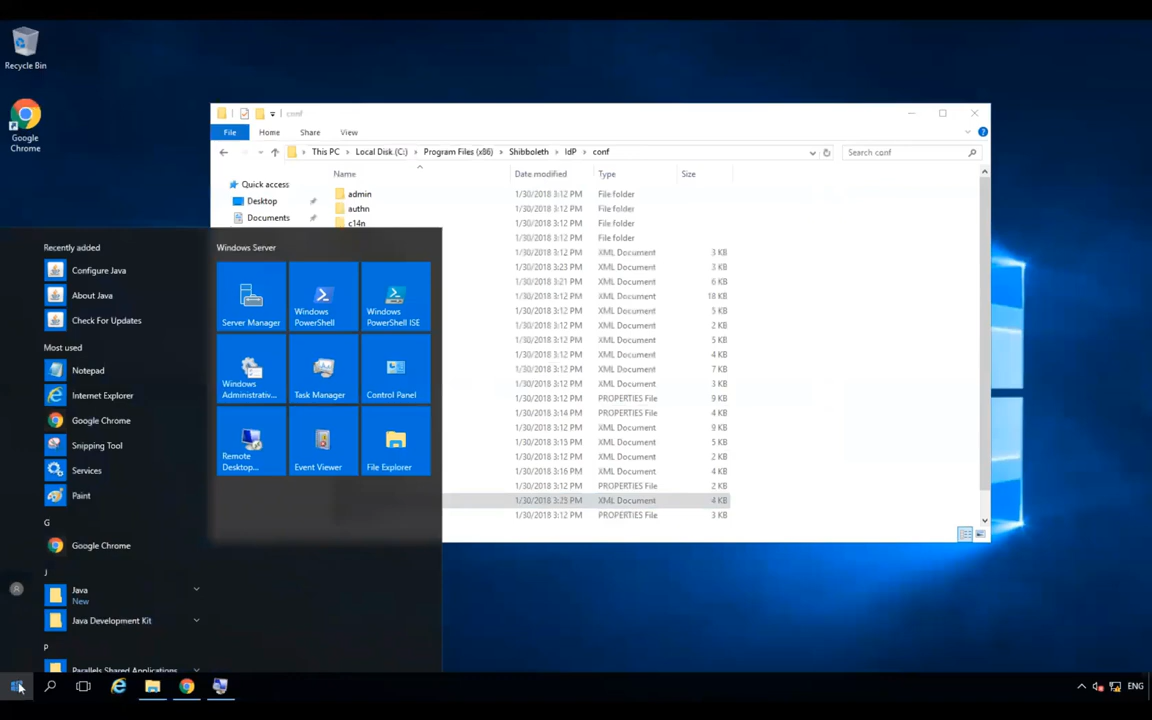 Recycle Bin
Google
Chrome
conf
File
Home
Share
View
This PC
Local Disk (C:)
Program Files (x86)
Shibboleth
IdP
conf
Search conf
Name
Date modified
Type
Size
Quick access
Desktop
Documents
admin
1/30/2018 3:12 PM
File folder
authn
1/30/2018 3:12 PM
File folder
c14n
1/30/2018 3:12 PM
File folder
1/30/2018 3:12 PM
File folder
1/30/2018 3:12 PM
XML Document
3 KB
1/30/2018 3:23 PM
XML Document
3 KB
1/30/2018 3:21 PM
XML Document
6 KB
1/30/2018 3:12 PM
XML Document
18 KB
1/30/2018 3:12 PM
XML Document
5 KB
1/30/2018 3:12 PM
XML Document
2 KB
1/30/2018 3:12 PM
XML Document
5 KB
1/30/2018 3:12 PM
XML Document
4 KB
1/30/2018 3:12 PM
XML Document
7 KB
1/30/2018 3:12 PM
XML Document
3 KB
1/30/2018 3:12 PM
PROPERTIES File
9 KB
1/30/2018 3:14 PM
PROPERTIES File
4 KB
1/30/2018 3:12 PM
XML Document
9 KB
1/30/2018 3:15 PM
XML Document
5 KB
1/30/2018 3:12 PM
XML Document
2 KB
1/30/2018 3:16 PM
XML Document
4 KB
1/30/2018 3:12 PM
PROPERTIES File
2 KB
1/30/2018 3:23 PM
XML Document
4 KB
1/30/2018 3:12 PM
PROPERTIES File
3 KB
Recently added
Configure Java
About Java
Check For Updates
Most used
Notepad
Internet Explorer
Google Chrome
Snipping Tool
Services
Paint
G
Google Chrome
J
Java
New
Java Development Kit
P
Parallels Shared Applications
Windows Server
Server Manager
Windows
PowerShell
Windows
PowerShell ISE
Windows
Administrativ...
Task Manager
Control Panel
Remote
Desktop...
Event Viewer
File Explorer
ENG